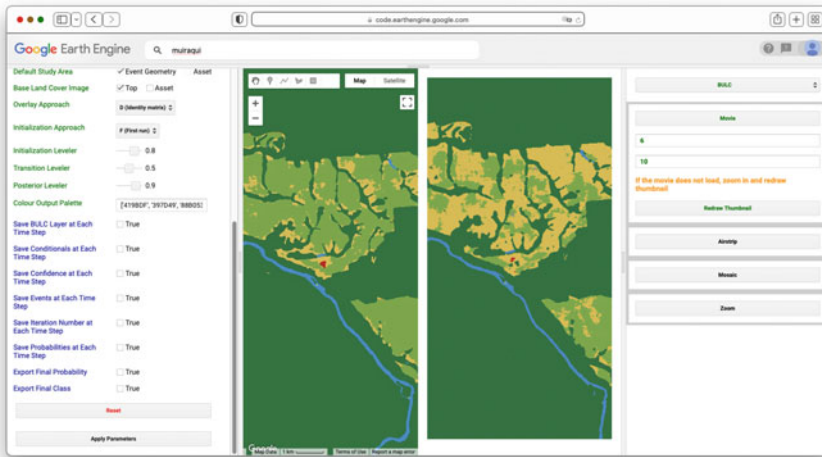 code.earthengine.google.com
Google Earth Engine
muiraqui
Default Study Area
Event Geometry
Asset
Base Land Cover Image
Top
Asset
Overlay Approach
D (Identity matrix)
Initialization Approach
F (First run)
Initialization Leveler
0.8
Transition Leveler
0.5
Posterior Leveler
0.9
Colour Output Palette
['419BDF', '397D49', '88B053
Save BULC Layer at Each
Time Step
True
Save Conditionals at Each
Time Step
True
Save Confidence at Each
Time Step
True
Save Events at Each Time
Step
True
Save Iteration Number at
Each Time Step
True
Save Probabilities at Each
Time Step
True
Export Final Probability
True
Export Final Class
True
Reset
Apply Parameters
Map
Satellite
+
−
Google
Map Data
1 km
Terms of Use
Report a map error
BULC
Movie
6
10
If the movie does not load, zoom in and redraw
thumbnail
Redraw Thumbnail
Airstrip
Mosaic
Zoom